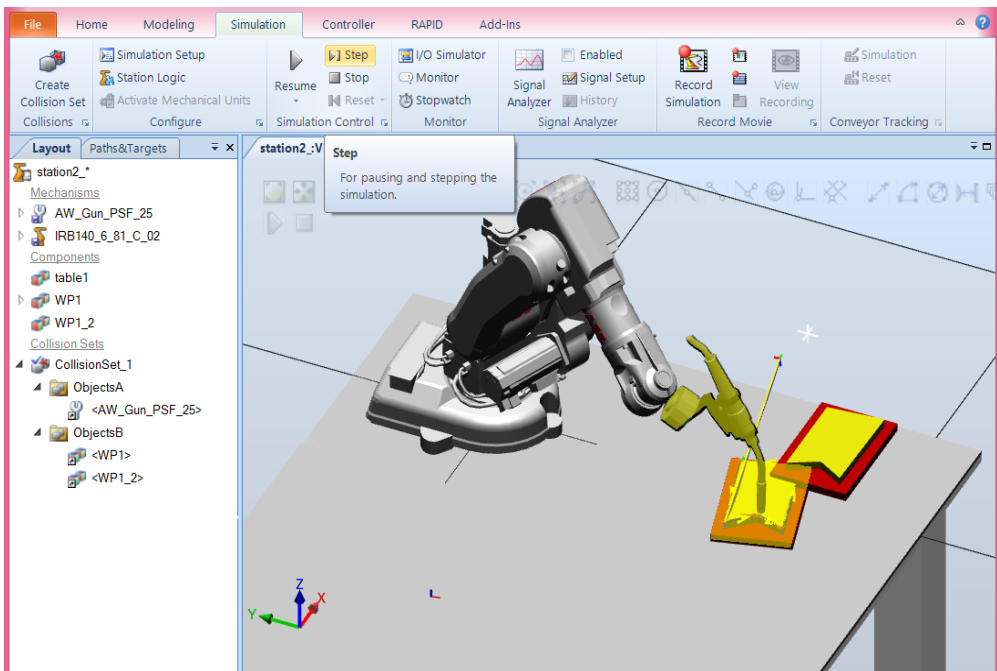 File Home Modeling Simulation Controller RAPID Add-Ins
Create
Collision Set
Collisions
Simulation Setup
Station Logic
Activate Mechanical Units
Configure
Resume
Step
Stop
Reset
Simulation Control
I/O Simulator
Monitor
Stopwatch
Monitor
Signal
Analyzer
Enabled
Signal Setup
History
Signal Analyzer
Record
Simulation
View
Recording
Record Movie
Simulation
Reset
Conveyor Tracking
Layout Paths&Targets
station2_:V
Step
For pausing and stepping the
simulation.
station2_*
Mechanisms
AW_Gun_PSF_25
IRB140_6_81_C_02
Components
table1
WP1
WP1_2
Collision Sets
CollisionSet_1
ObjectsA
<AW_Gun_PSF_25>
ObjectsB
<WP1>
<WP1_2>
Z
X
Y